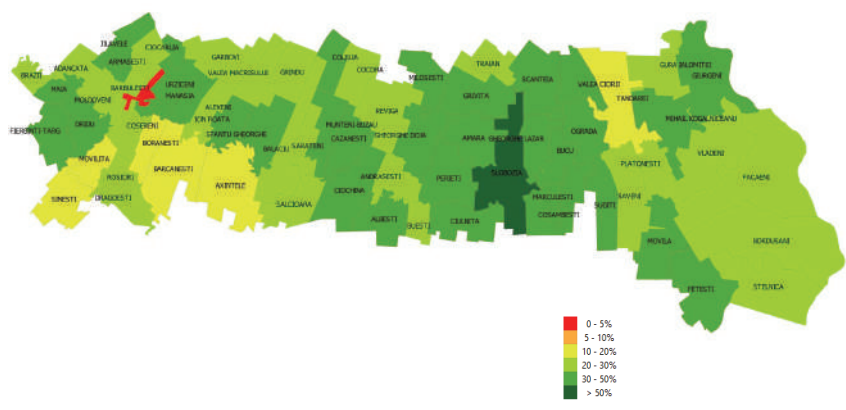 JILAVELE
CIOCARLIA
ADANCATA
ARMASESTI
GARBOVI
COLELIA
BRAZII
VALEA MACRISULUI
GRINDU
COCORA
TRAIAN
GURA IALOMITEI
MAIA
BARBULESTI
URZICENI
MILOSESTI
SCANTEIA
VALEA CIORII
GIURGENI
MOLDOVENI
MANASIA
GRIVITA
TANDAREI
ALEXENI
REVIGA
FIERBINTI-TARG
DRIDU
COSERENI
ION ROATA
MUNTENI-BUZAU
MIHAIL KOGALNICEANU
SFANTU GHEORGHE
CAZANESTI
GHEORGHE DOJA
AMARA
GHEORGHE LAZAR
OGRADA
BORANESTI
SARATENI
BALACIU
BUCU
VLADENI
MOVILITA
BARCANESTI
PLATONESTI
ROSIORI
ANDRASESTI
PERIETI
SLOBOZIA
FACAENI
AXINTELE
CIOCHINA
SINESTI
DRAGOESTI
MARCULESTI
SAVENI
SALCIOARA
SUDITI
ALBESTI
BUESTI
CIULNITA
COSAMBESTI
MOVILA
BORDUSANI
FETESTI
STELNICA
0 - 5%
5 - 10%
10 - 20%
20 - 30%
30 - 50%
> 50%